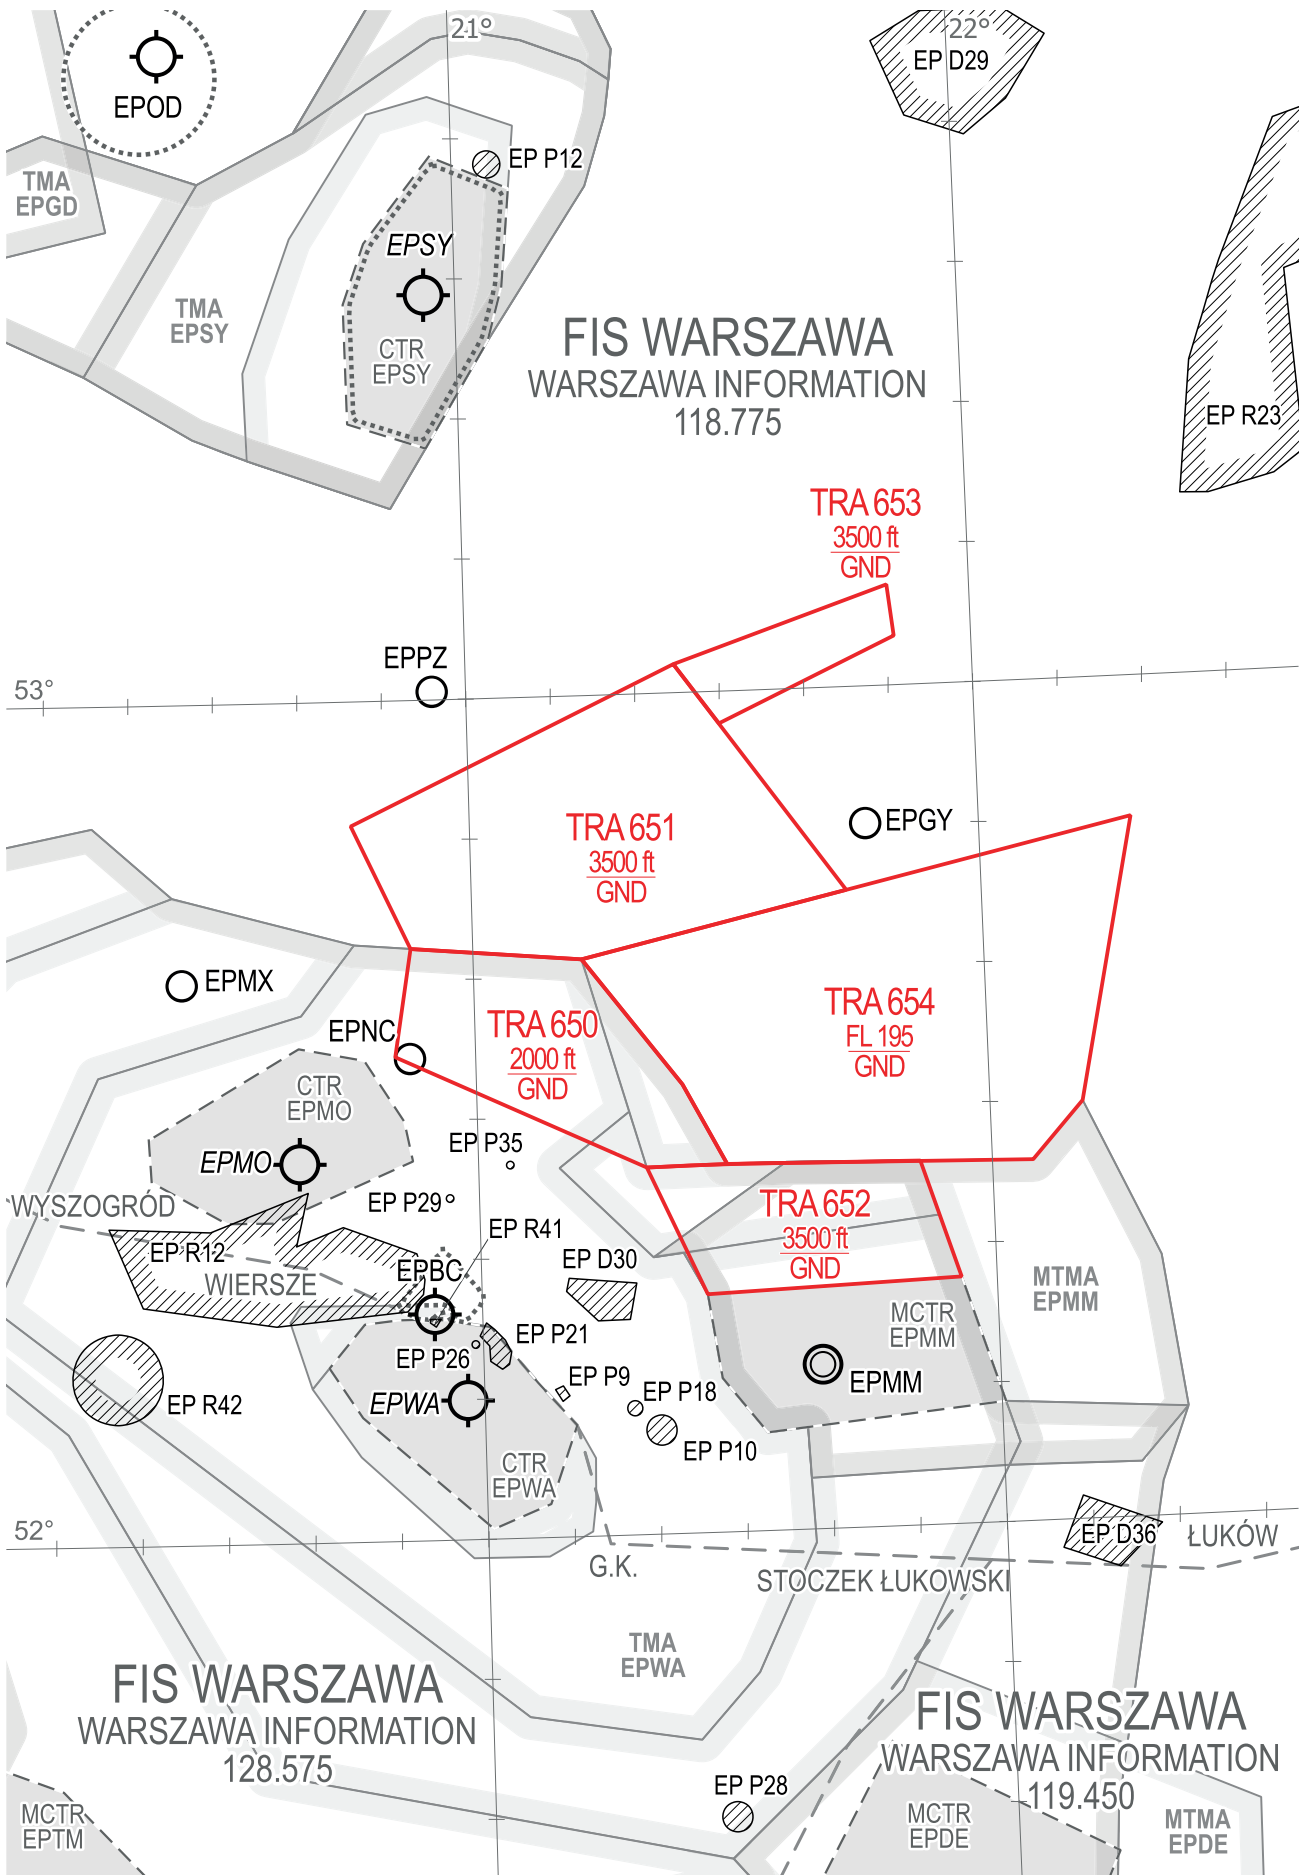 21°
22°
EPOD
EP D29
TMA
EPGD
EP P12
EPSY
TMA
EPSY
CTR
EPSY
FIS WARSZAWA
WARSZAWA INFORMATION
118.775
EP R23
TRA 653
3500 ft
GND
EPPZ
53°
TRA 651
3500 ft
GND
EPGY
EPMX
EPNC
TRA 650
2000 ft
GND
TRA 654
FL 195
GND
CTR
EPMO
EPMO
EP P35
WYSZOGRÓD
EP P29
TRA 652
3500 ft
GND
EP R41
EP R12
WIERSZE
EPBC
EP D30
MTMA
EPMM
MCTR
EPMM
EP P21
EP P26
EP P9
EPMM
EP R42
EPWA
EP P18
EP P10
CTR
EPWA
52°
EP D36
ŁUKÓW
G.K.
STOCZEK ŁUKOWSKI
TMA
EPWA
FIS WARSZAWA
WARSZAWA INFORMATION
128.575
FIS WARSZAWA
WARSZAWA INFORMATION
119.450
EP P28
MCTR
EPTM
MCTR
EPDE
MTMA
EPDE